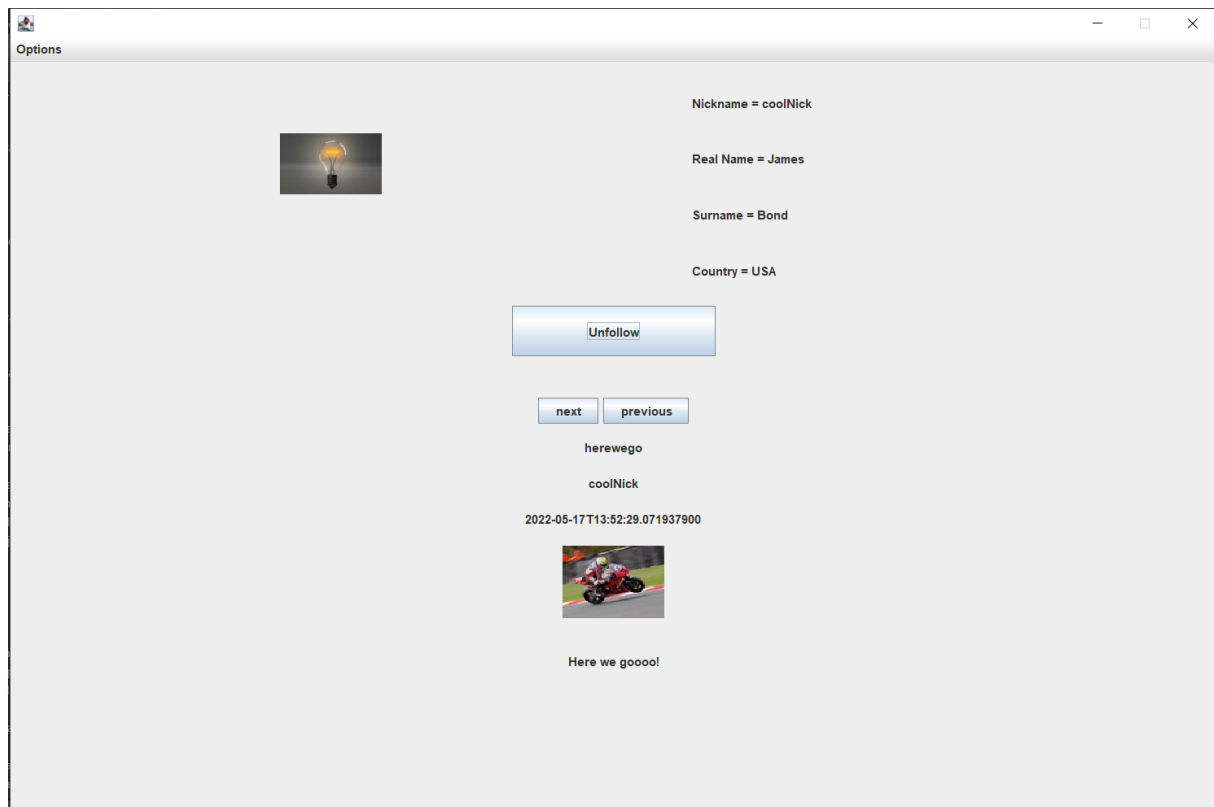 Options
Nickname = coolNick
Real Name = James
Surname = Bond
Country = USA
Unfollow
next previous
herewego
coolNick
2022-05-17T13:52:29.071937900
Here we goooo!